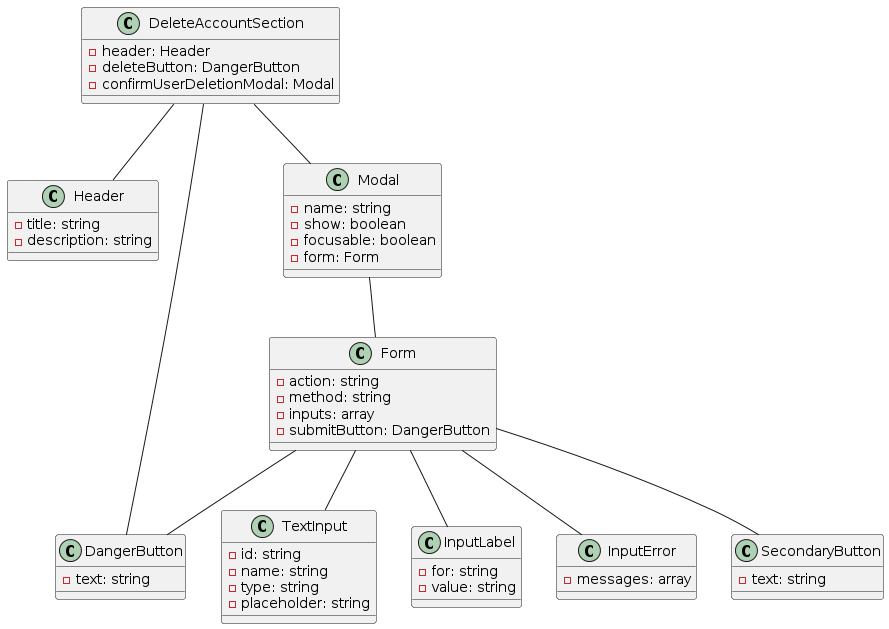 C DeleteAccountSection
header: Header
deleteButton: DangerButton
confirmUserDeletionModal: Modal
C Header
title: string
description: string
C Modal
name: string
show: boolean
focusable: boolean
form: Form
C Form
action: string
method: string
inputs: array
submitButton: DangerButton
C DangerButton
text: string
C TextInput
id: string
name: string
type: string
placeholder: string
C InputLabel
for: string
value: string
C InputError
messages: array
C SecondaryButton
text: string